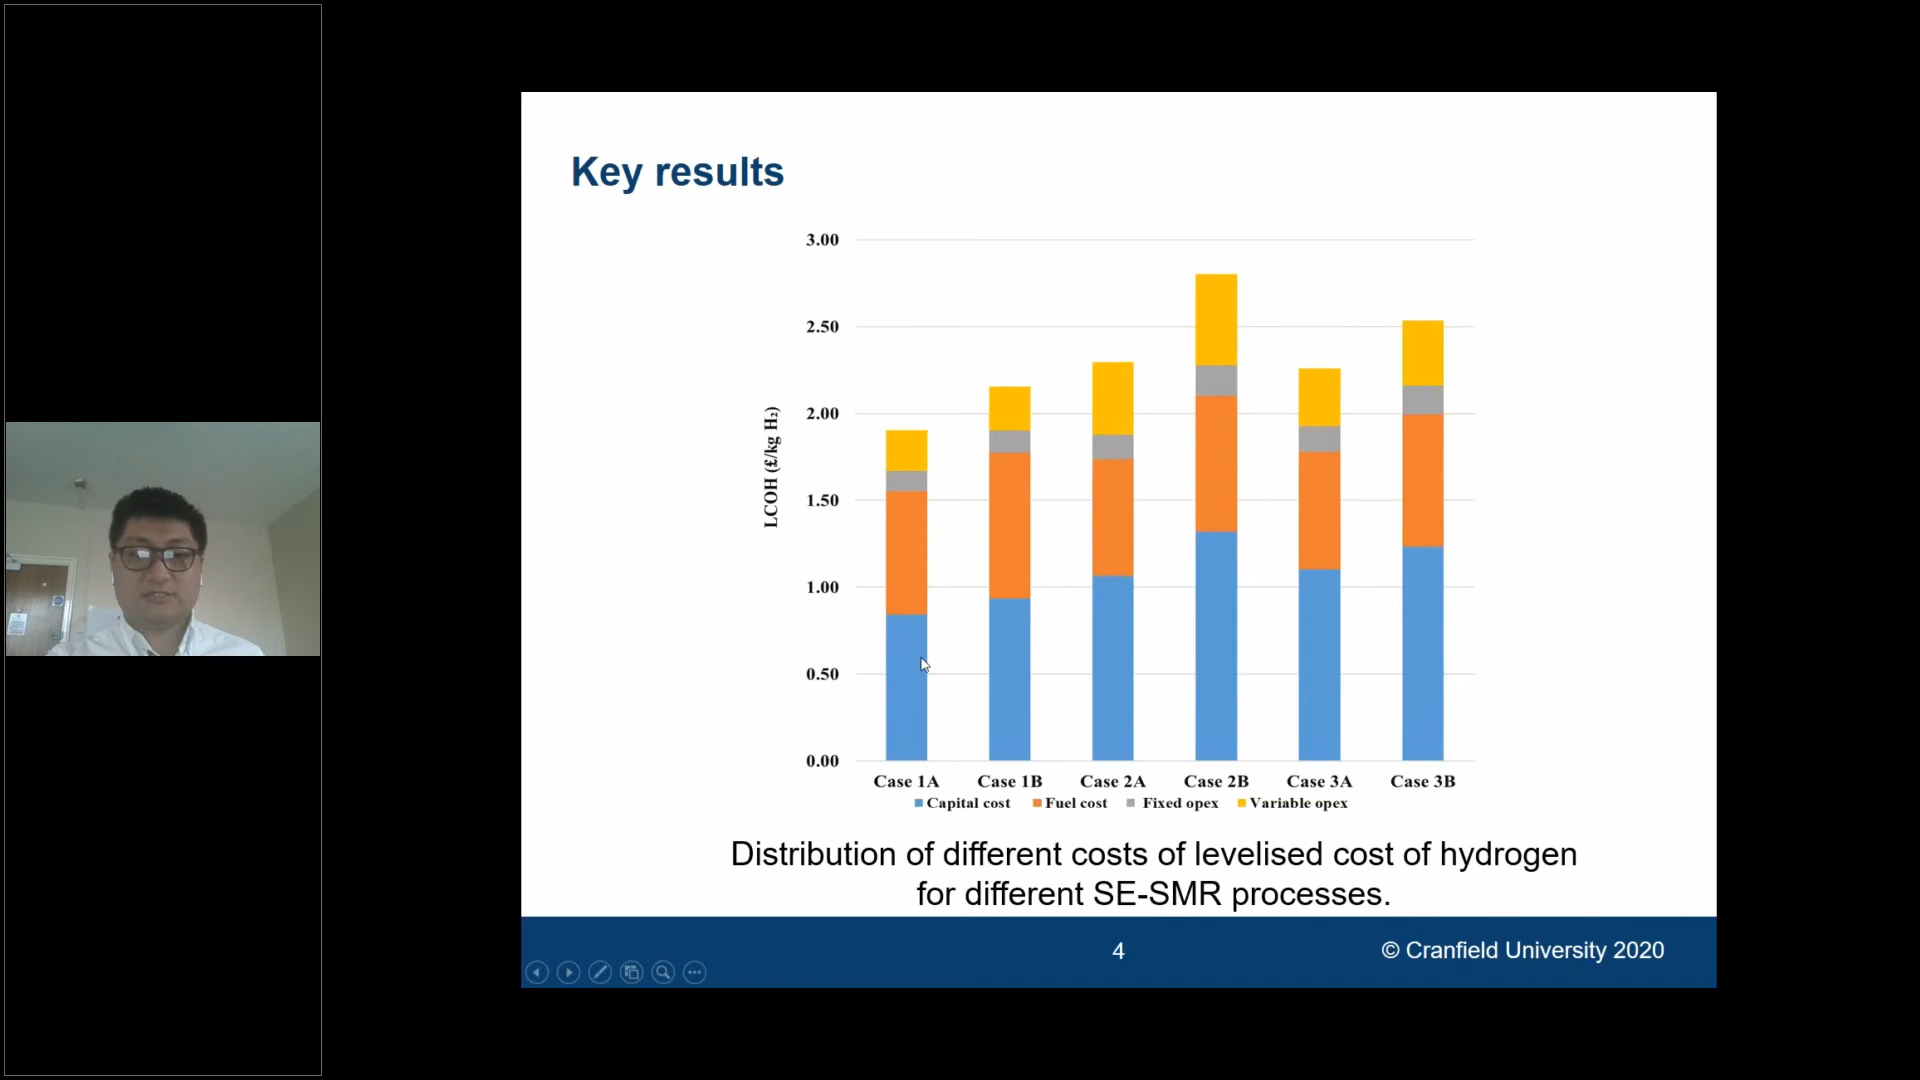 Key results
3.00
2.50
2.00
1.50
1.00
0.50
0.00
LCOH (£/kg H₂)
Case 1A Case 1B Case 2A Case 2B Case 3A Case 3B
Capital cost Fuel cost Fixed opex Variable opex
Distribution of different costs of levelised cost of hydrogen
for different SE-SMR processes.
4
© Cranfield University 2020